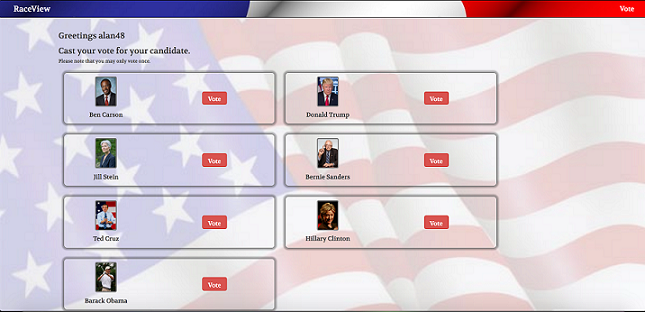 RaceView
Vote
Greetings alan48
Cast your vote for your candidate.
Please note that you may only vote once.
Vote
Ben Carson
Vote
Donald Trump
Vote
Jill Stein
Vote
Bernie Sanders
Vote
Ted Cruz
Vote
Hillary Clinton
Vote
Barack Obama